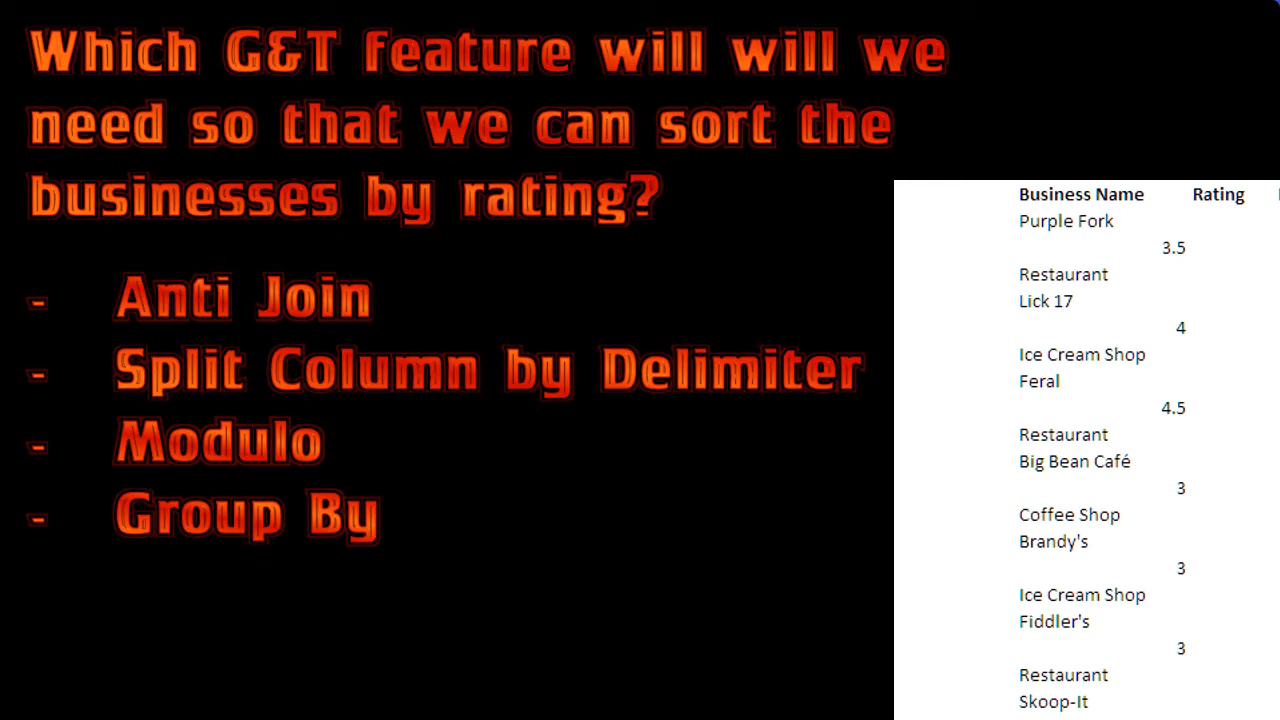 Which G&T feature will will we
need so that we can sort the
businesses by rating?
- Anti Join
- Split Column by Delimiter
- Modulo
- Group By
Business Name Rating
Purple Fork
3.5
Restaurant
Lick 17
4
Ice Cream Shop
Feral
4.5
Restaurant
Big Bean Café
3
Coffee Shop
Brandy's
3
Ice Cream Shop
Fiddler's
3
Restaurant
Skoop-It